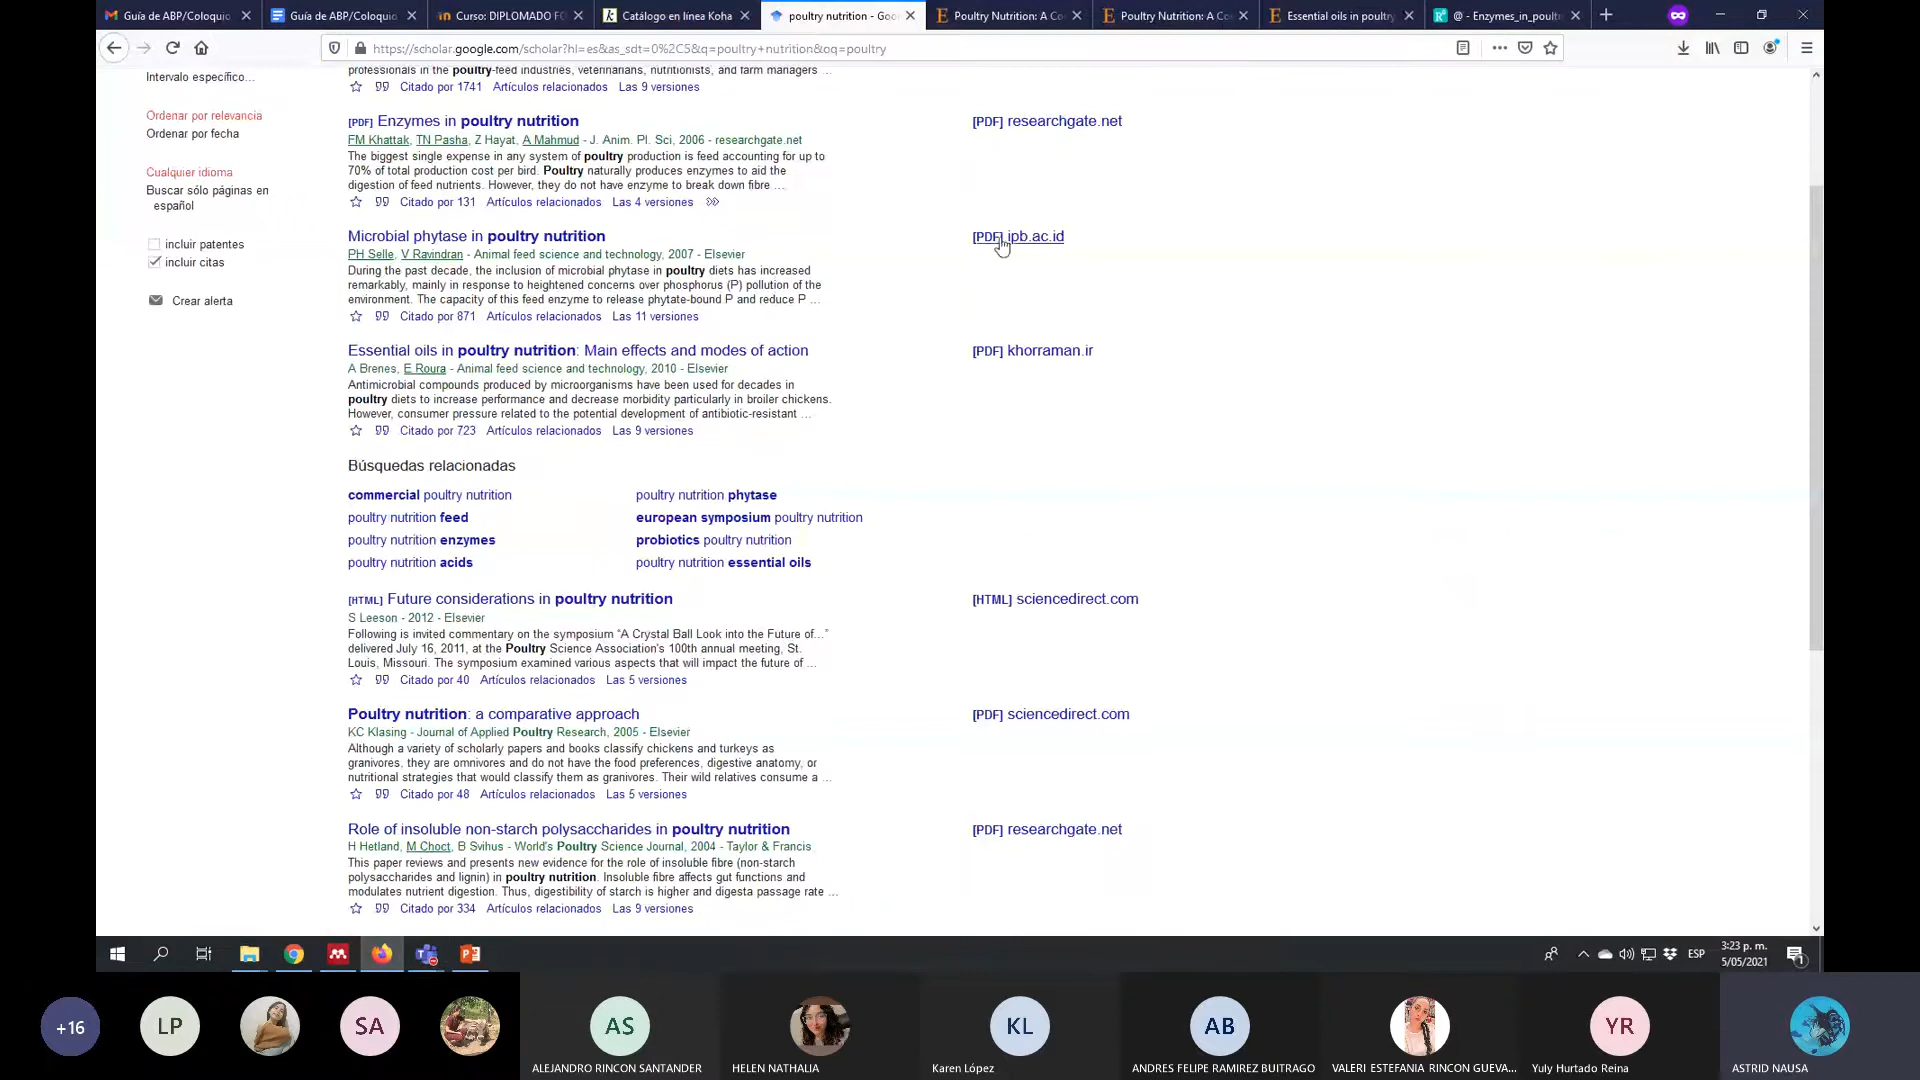 Guía de ABP/Coloquio
Guía de ABP/Coloquio
Curso: DIPLOMADO FO
Catálogo en línea Koha
poultry nutrition - Goo
Poultry Nutrition: A Co
Poultry Nutrition: A Co
Essential oils in poultry
@ - Enzymes_in_poult
https://scholar.google.com/scholar?hl=es&as_sdt=0%2C5&q=poultry+nutrition&oq=poultry
Intervalo específico...
Ordenar por relevancia
Ordenar por fecha
Cualquier idioma
Buscar sólo páginas en
español
incluir patentes
incluir citas
Crear alerta
professionals in the poultry-feed industries, veterinarians, nutritionists, and farm managers ...
Citado por 1741 Artículos relacionados Las 9 versiones
[PDF] Enzymes in poultry nutrition
[PDF] researchgate.net
FM Khattak, TN Pasha, Z Hayat, A Mahmud - J. Anim. Pl. Sci, 2006 - researchgate.net
The biggest single expense in any system of poultry production is feed accounting for up to
70% of total production cost per bird. Poultry naturally produces enzymes to aid the
digestion of feed nutrients. However, they do not have enzyme to break down fibre ...
Citado por 131 Artículos relacionados Las 4 versiones
Microbial phytase in poultry nutrition
[PDF] ipb.ac.id
PH Selle, V Ravindran - Animal feed science and technology, 2007 - Elsevier
During the past decade, the inclusion of microbial phytase in poultry diets has increased
remarkably, mainly in response to heightened concerns over phosphorus (P) pollution of the
environment. The capacity of this feed enzyme to release phytate-bound P and reduce P ...
Citado por 871 Artículos relacionados Las 11 versiones
Essential oils in poultry nutrition: Main effects and modes of action
[PDF] khorraman.ir
A Brenes, E Roura - Animal feed science and technology, 2010 - Elsevier
Antimicrobial compounds produced by microorganisms have been used for decades in
poultry diets to increase performance and decrease morbidity particularly in broiler chickens.
However, consumer pressure related to the potential development of antibiotic-resistant ...
Citado por 723 Artículos relacionados Las 9 versiones
Búsquedas relacionadas
commercial poultry nutrition
poultry nutrition phytase
poultry nutrition feed
european symposium poultry nutrition
poultry nutrition enzymes
probiotics poultry nutrition
poultry nutrition acids
poultry nutrition essential oils
[HTML] Future considerations in poultry nutrition
[HTML] sciencedirect.com
S Leeson - 2012 - Elsevier
Following is invited commentary on the symposium "A Crystal Ball Look into the Future of..."
delivered July 16, 2011, at the Poultry Science Association's 100th annual meeting, St.
Louis, Missouri. The symposium examined various aspects that will impact the future of ...
Citado por 40 Artículos relacionados Las 5 versiones
Poultry nutrition: a comparative approach
[PDF] sciencedirect.com
KC Klasing - Journal of Applied Poultry Research, 2005 - Elsevier
Although a variety of scholarly papers and books classify chickens and turkeys as
granivores, they are omnivores and do not have the food preferences, digestive anatomy, or
nutritional strategies that would classify them as granivores. Their wild relatives consume a ...
Citado por 48 Artículos relacionados Las 5 versiones
Role of insoluble non-starch polysaccharides in poultry nutrition
[PDF] researchgate.net
H Hetland, M Choct, B Svihus - World's Poultry Science Journal, 2004 - Taylor & Francis
This paper reviews and presents new evidence for the role of insoluble fibre (non-starch
polysaccharides and lignin) in poultry nutrition. Insoluble fibre affects gut functions and
modulates nutrient digestion. Thus, digestibility of starch is higher and digesta passage rate ...
Citado por 334 Artículos relacionados Las 9 versiones
ESP
3:23 p. m.
5/05/2021
1
+16
LP
SA
AS
KL
AB
YR
ALEJANDRO RINCON SANTANDER
HELEN NATHALIA
Karen López
ANDRES FELIPE RAMIREZ BUITRAGO
VALERI ESTEFANIA RINCON GUEVA...
Yuly Hurtado Reina
ASTRID NAUSA